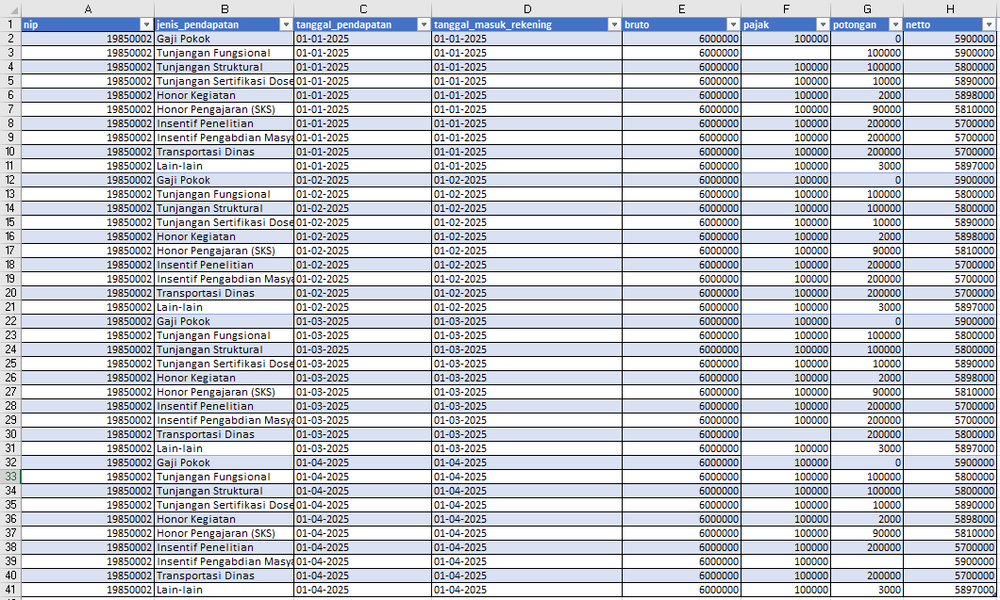 A B C D E F G H
1 nip jenis_pendapatan tanggal_pendapatan tanggal_masuk_rekening bruto pajak potongan netto
2 19850002 Gaji Pokok 01-01-2025 01-01-2025 6000000 100000 0 5900000
3 19850002 Tunjangan Fungsional 01-01-2025 01-01-2025 6000000 100000 5900000
4 19850002 Tunjangan Struktural 01-01-2025 01-01-2025 6000000 100000 100000 5800000
5 19850002 Tunjangan Sertifikasi Dose 01-01-2025 01-01-2025 6000000 100000 10000 5890000
6 19850002 Honor Kegiatan 01-01-2025 01-01-2025 6000000 100000 2000 5898000
7 19850002 Honor Pengajaran (SKS) 01-01-2025 01-01-2025 6000000 100000 90000 5810000
8 19850002 Insentif Penelitian 01-01-2025 01-01-2025 6000000 100000 200000 5700000
9 19850002 Insentif Pengabdian Masya 01-01-2025 01-01-2025 6000000 100000 200000 5700000
10 19850002 Transportasi Dinas 01-01-2025 01-01-2025 6000000 100000 200000 5700000
11 19850002 Lain-lain 01-01-2025 01-01-2025 6000000 100000 3000 5897000
12 19850002 Gaji Pokok 01-02-2025 01-02-2025 6000000 100000 0 5900000
13 19850002 Tunjangan Fungsional 01-02-2025 01-02-2025 6000000 100000 100000 5800000
14 19850002 Tunjangan Struktural 01-02-2025 01-02-2025 6000000 100000 100000 5800000
15 19850002 Tunjangan Sertifikasi Dose 01-02-2025 01-02-2025 6000000 100000 10000 5890000
16 19850002 Honor Kegiatan 01-02-2025 01-02-2025 6000000 100000 2000 5898000
17 19850002 Honor Pengajaran (SKS) 01-02-2025 01-02-2025 6000000 100000 90000 5810000
18 19850002 Insentif Penelitian 01-02-2025 01-02-2025 6000000 100000 200000 5700000
19 19850002 Insentif Pengabdian Masya 01-02-2025 01-02-2025 6000000 100000 200000 5700000
20 19850002 Transportasi Dinas 01-02-2025 01-02-2025 6000000 100000 200000 5700000
21 19850002 Lain-lain 01-02-2025 01-02-2025 6000000 100000 3000 5897000
22 19850002 Gaji Pokok 01-03-2025 01-03-2025 6000000 100000 0 5900000
23 19850002 Tunjangan Fungsional 01-03-2025 01-03-2025 6000000 100000 100000 5800000
24 19850002 Tunjangan Struktural 01-03-2025 01-03-2025 6000000 100000 100000 5800000
25 19850002 Tunjangan Sertifikasi Dose 01-03-2025 01-03-2025 6000000 100000 10000 5890000
26 19850002 Honor Kegiatan 01-03-2025 01-03-2025 6000000 100000 2000 5898000
27 19850002 Honor Pengajaran (SKS) 01-03-2025 01-03-2025 6000000 100000 90000 5810000
28 19850002 Insentif Penelitian 01-03-2025 01-03-2025 6000000 100000 200000 5700000
29 19850002 Insentif Pengabdian Masya 01-03-2025 01-03-2025 6000000 100000 200000 5700000
30 19850002 Transportasi Dinas 01-03-2025 01-03-2025 6000000 200000 5800000
31 19850002 Lain-lain 01-03-2025 01-03-2025 6000000 100000 3000 5897000
32 19850002 Gaji Pokok 01-04-2025 01-04-2025 6000000 100000 0 5900000
33 19850002 Tunjangan Fungsional 01-04-2025 01-04-2025 6000000 100000 100000 5800000
34 19850002 Tunjangan Struktural 01-04-2025 01-04-2025 6000000 100000 100000 5800000
35 19850002 Tunjangan Sertifikasi Dose 01-04-2025 01-04-2025 6000000 100000 10000 5890000
36 19850002 Honor Kegiatan 01-04-2025 01-04-2025 6000000 100000 2000 5898000
37 19850002 Honor Pengajaran (SKS) 01-04-2025 01-04-2025 6000000 100000 90000 5810000
38 19850002 Insentif Penelitian 01-04-2025 01-04-2025 6000000 100000 200000 5700000
39 19850002 Insentif Pengabdian Masya 01-04-2025 01-04-2025 6000000 100000 5900000
40 19850002 Transportasi Dinas 01-04-2025 01-04-2025 6000000 100000 200000 5700000
41 19850002 Lain-lain 01-04-2025 01-04-2025 6000000 100000 3000 5897000